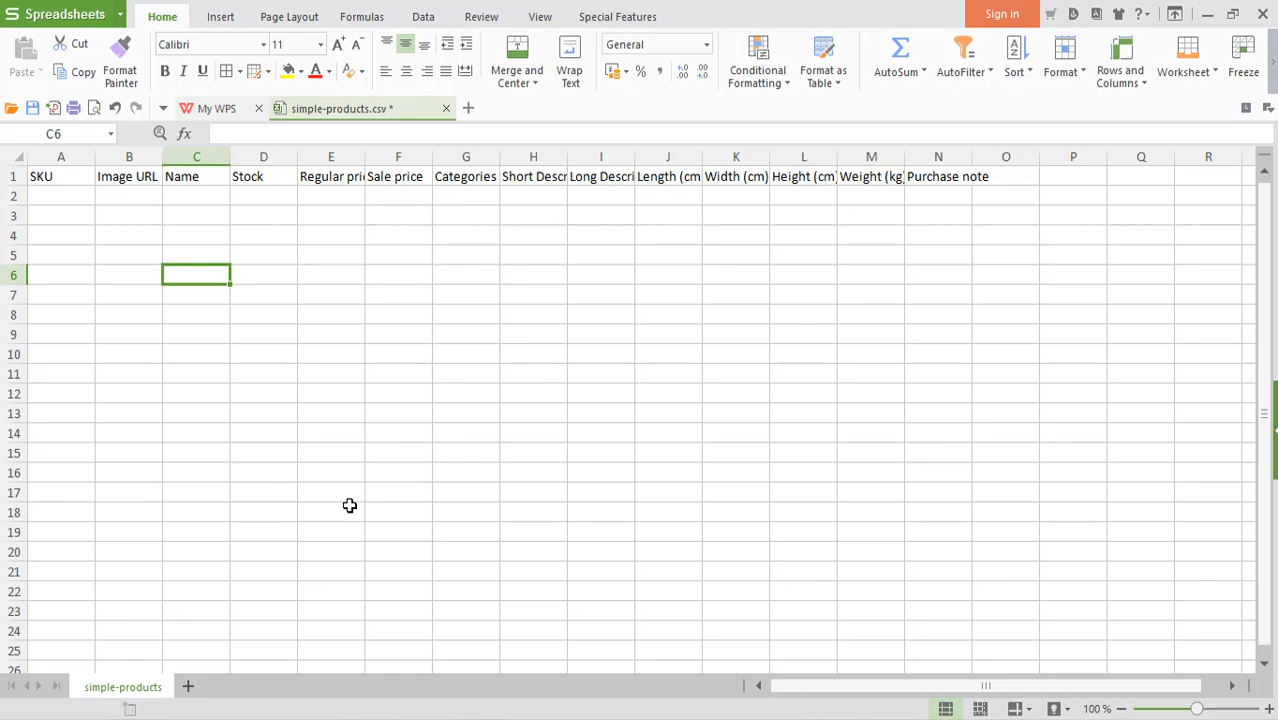 Spreadsheets
Home Insert Page Layout Formulas Data Review View Special Features Sign in
Paste Cut Copy Format Painter
Calibri 11
B I U A
Merge and Center Wrap Text
General
Conditional Formatting Format as Table AutoSum AutoFilter Sort Format Rows and Columns Worksheet Freeze
My WPS simple-products.csv *
C6 fx
A B C D E F G H I J K L M N O P Q R
1 SKU Image URL Name Stock Regular pri Sale price Categories Short Descr Long Descri Length (cm Width (cm) Height (cm) Weight (kg Purchase note
2
3
4
5
6
7
8
9
10
11
12
13
14
15
16
17
18
19
20
21
22
23
24
25
26
simple-products
100 %